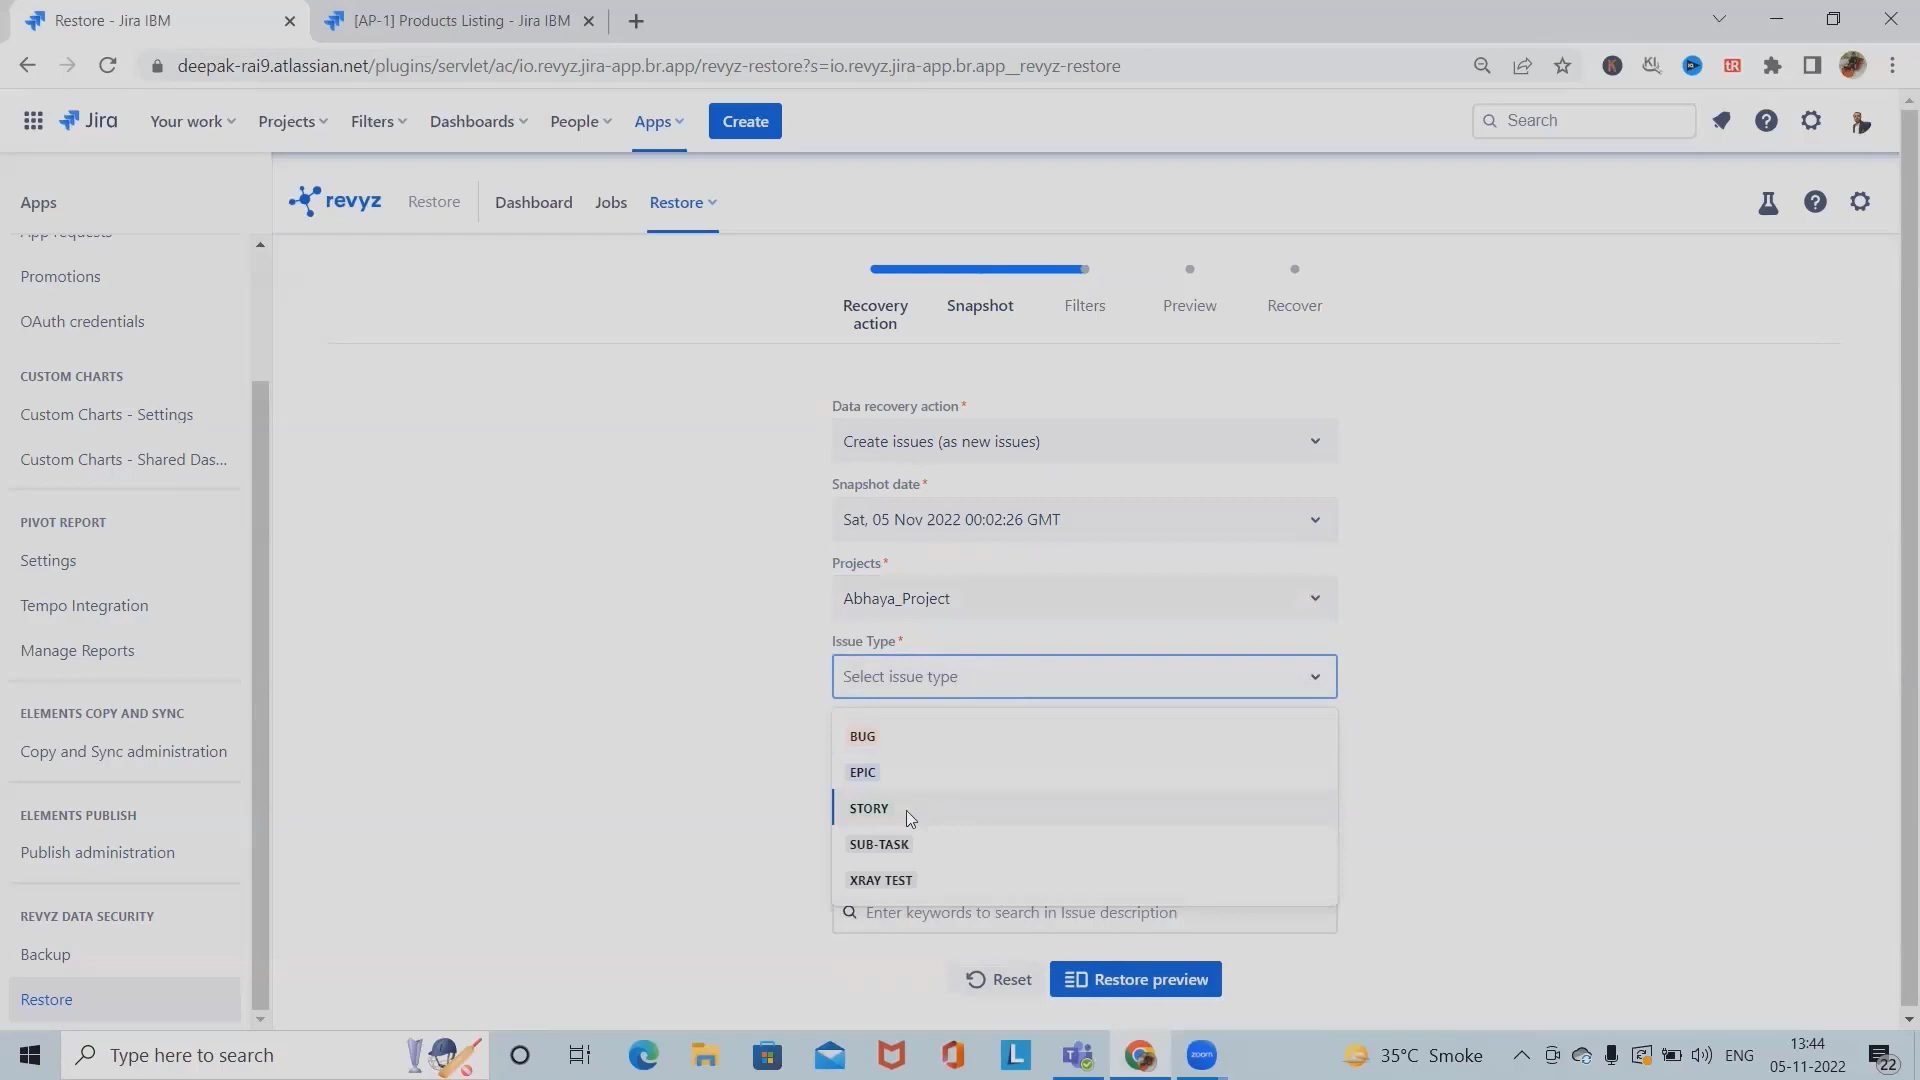 Restore - Jira IBM
[AP-1] Products Listing - Jira IBM
deepak-rai9.atlassian.net/plugins/servlet/ac/io.revyz.jira-app.br.app/revyz-restore?s=io.revyz.jira-app.br.app__revyz-restore
Jira
Your work
Projects
Filters
Dashboards
People
Apps
Create
Search
Apps
App requests
Promotions
OAuth credentials
CUSTOM CHARTS
Custom Charts - Settings
Custom Charts - Shared Das...
PIVOT REPORT
Settings
Tempo Integration
Manage Reports
ELEMENTS COPY AND SYNC
Copy and Sync administration
ELEMENTS PUBLISH
Publish administration
REVYZ DATA SECURITY
Backup
Restore
revyz
Restore
Dashboard
Jobs
Restore
Recovery action
Snapshot
Filters
Preview
Recover
Data recovery action *
Create issues (as new issues)
Snapshot date *
Sat, 05 Nov 2022 00:02:26 GMT
Projects *
Abhaya_Project
Issue Type *
Select issue type
BUG
EPIC
STORY
SUB-TASK
XRAY TEST
Enter keywords to search in Issue description
Reset
Restore preview
Type here to search
zoom
35°C Smoke
ENG
13:44
05-11-2022
22